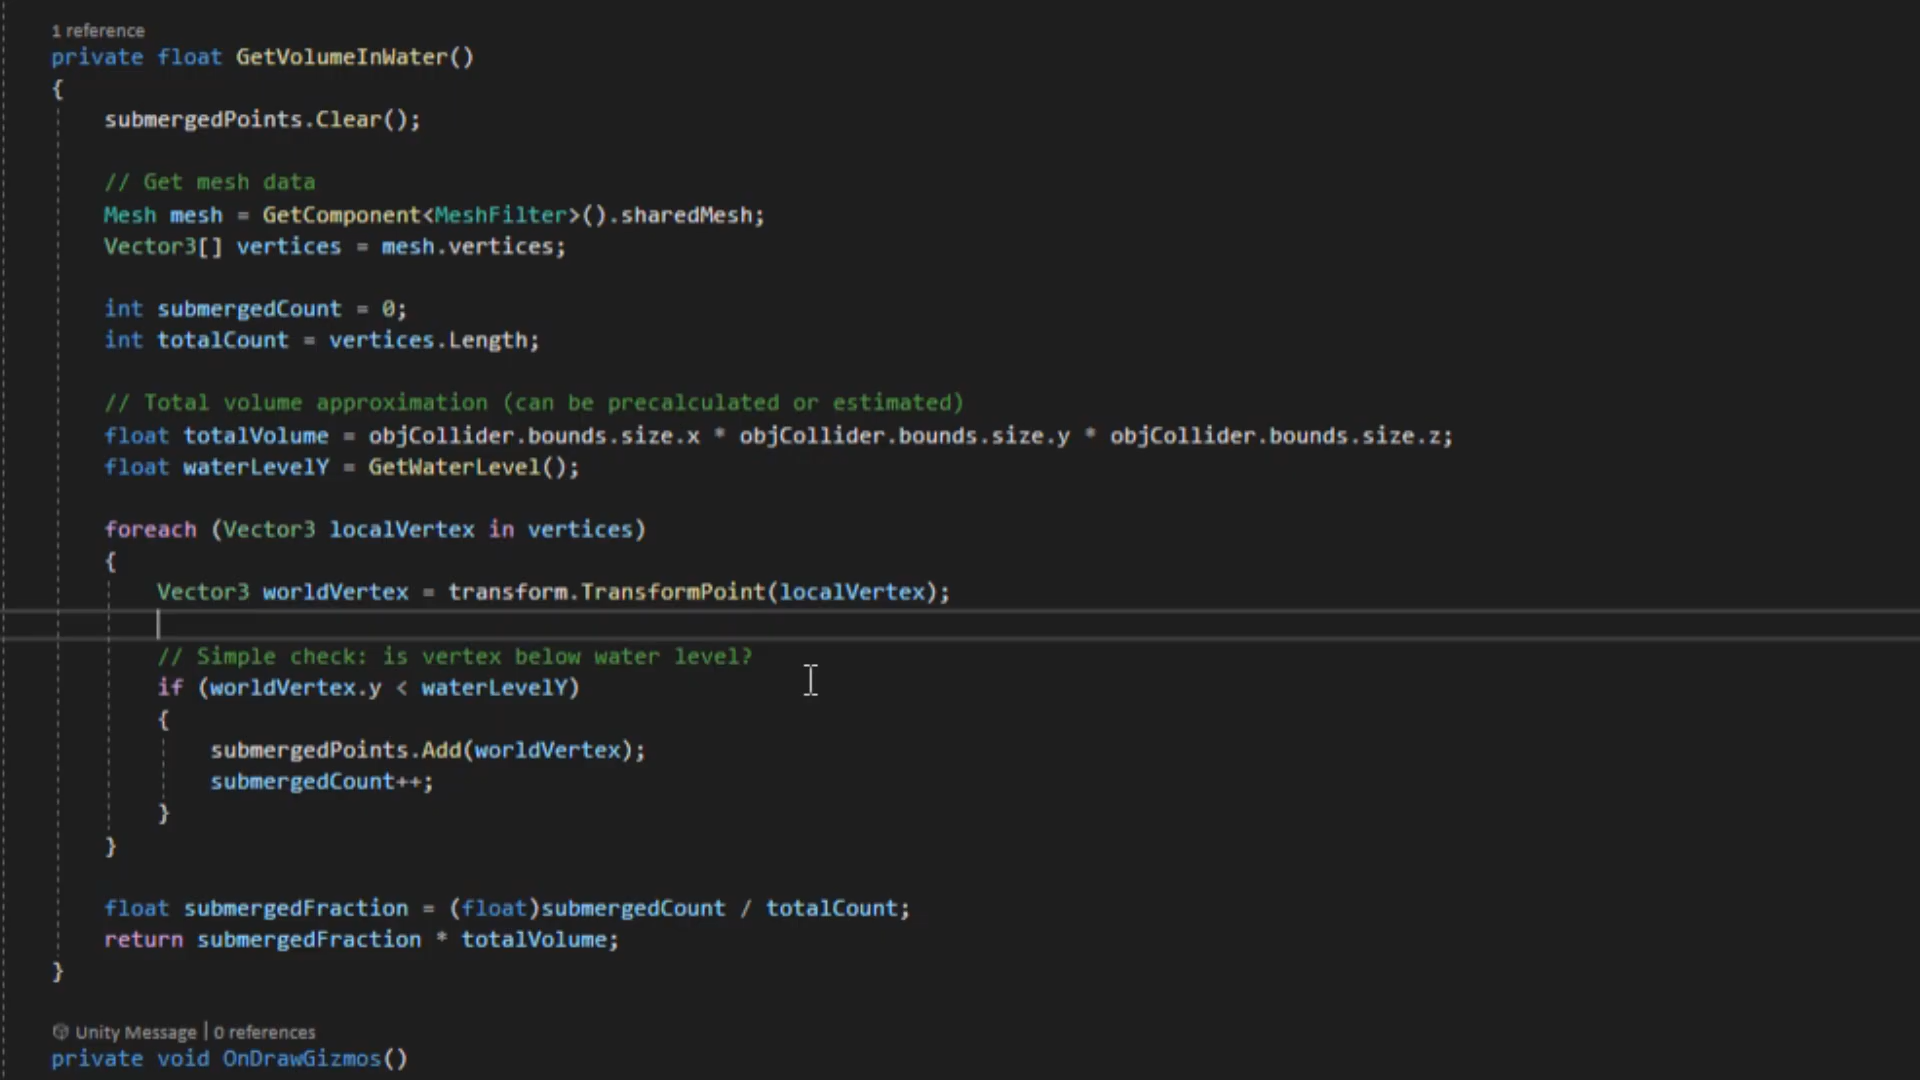 1 reference
private float GetVolumeInWater()
{
submergedPoints.Clear();
// Get mesh data
Mesh mesh = GetComponent<MeshFilter>().sharedMesh;
Vector3[] vertices = mesh.vertices;
int submergedCount = 0;
int totalCount = vertices.Length;
// Total volume approximation (can be precalculated or estimated)
float totalVolume = objCollider.bounds.size.x * objCollider.bounds.size.y * objCollider.bounds.size.z;
float waterLevelY = GetWaterLevel();
foreach (Vector3 localVertex in vertices)
{
Vector3 worldVertex = transform.TransformPoint(localVertex);
// Simple check: is vertex below water level?
if (worldVertex.y < waterLevelY)
{
submergedPoints.Add(worldVertex);
submergedCount++;
}
}
float submergedFraction = (float)submergedCount / totalCount;
return submergedFraction * totalVolume;
}
Unity Message | 0 references
private void OnDrawGizmos()